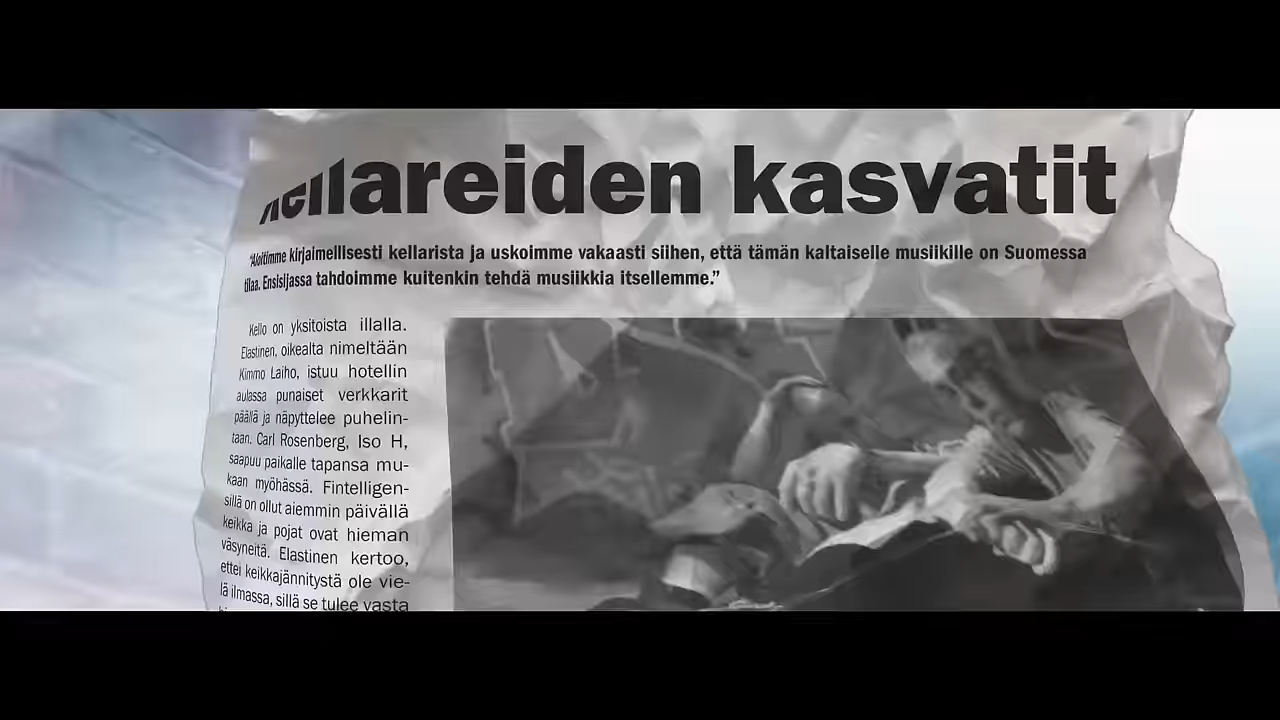 Kellareiden kasvatit
"Aloitimme kirjaimellisesti kellarista ja uskoimme vakaasti siihen, että tämän kaltaiselle musiikille on Suomessa
tilaa. Ensisijassa tahdoimme kuitenkin tehdä musiikkia itsellemme."
Kello on yksitoista illalla.
Elastinen, oikealta nimeltään
Kimmo Laiho, istuu hotellin
aulassa punaiset verkkarit
päällä ja näpyttelee puhelin-
taan. Carl Rosenberg, Iso H,
saapuu paikalle tapansa mu-
kaan myöhässä. Fintelligen-
sillä on ollut aiemmin päivällä
keikka ja pojat ovat hieman
väsyneitä. Elastinen kertoo,
ettei keikkajännitystä ole vie-
lä ilmassa, sillä se tulee vasta